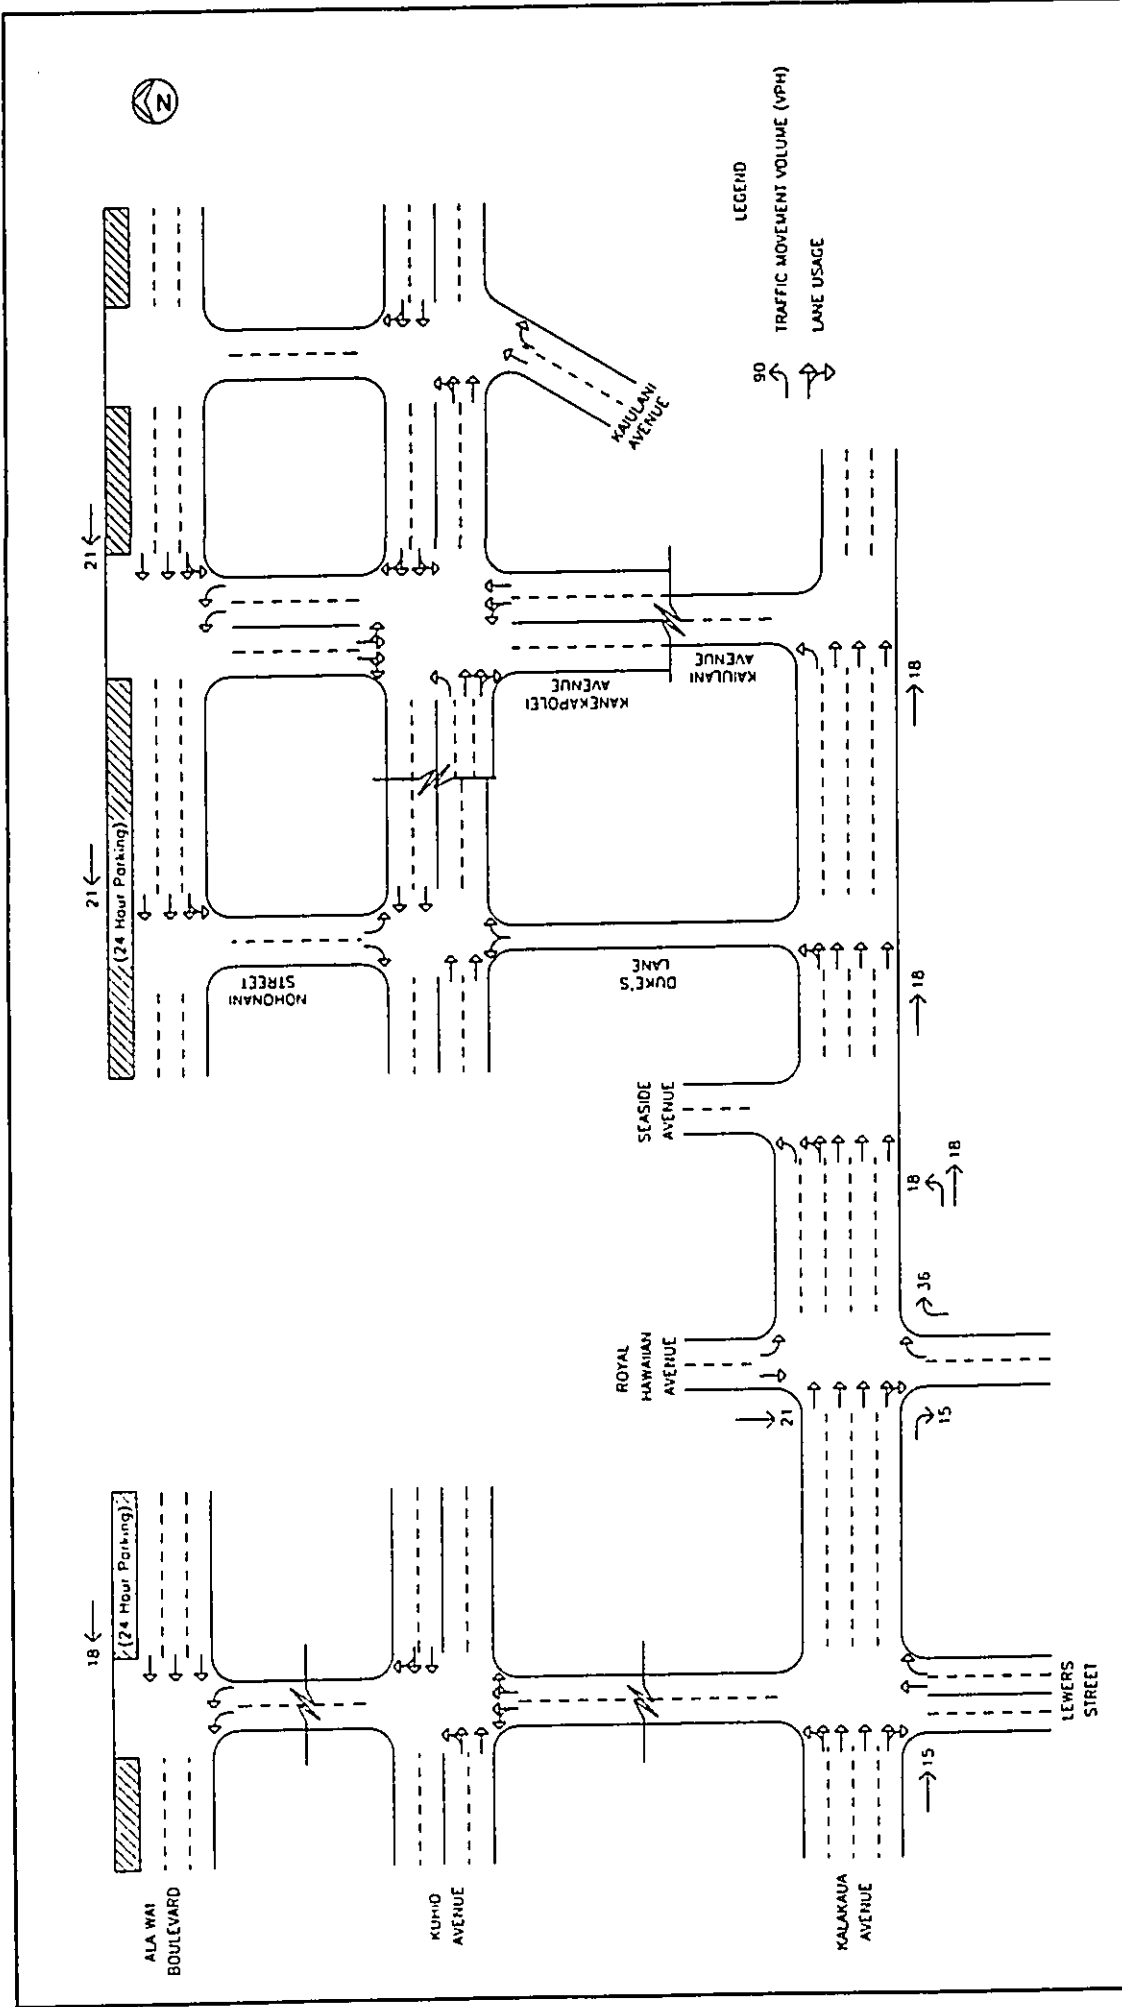 N
LEGEND
90
TRAFFIC MOVEMENT VOLUME (VPH)
LANE USAGE
18
(24 Hour Parking)
21
(24 Hour Parking)
21
ALA WAI
BOULEVARD
NOHONANI
STREET
KUHIO
AVENUE
KAIULANI
AVENUE
KANEKAPOLEI
AVENUE
DUKE'S
LANE
KAIULANI
AVENUE
SEASIDE
AVENUE
ROYAL
HAWAIIAN
AVENUE
21
KALAKAUA
AVENUE
15
15
36
18
18
18
18
LEWERS
STREET